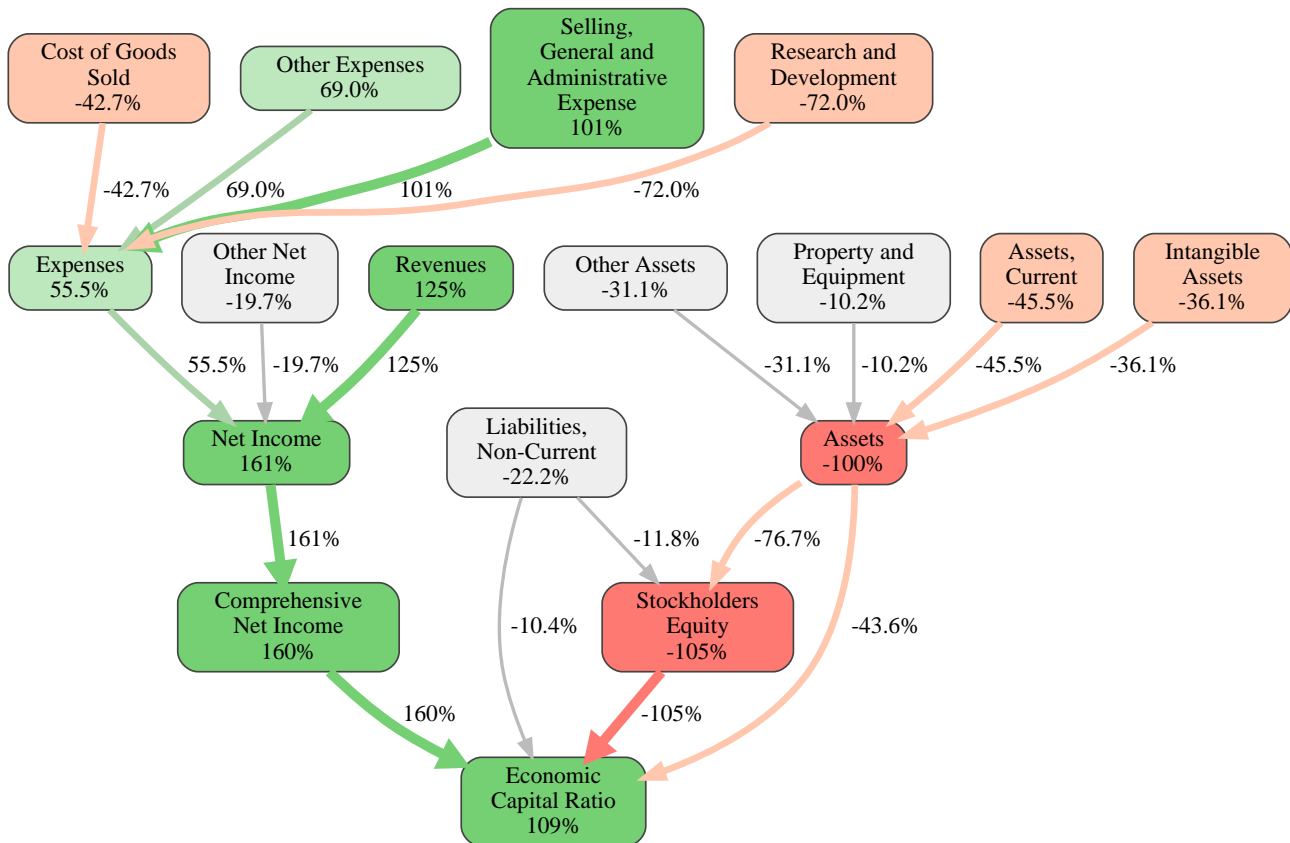 Cost of Goods
Sold
-42.7%
Other Expenses
69.0%
Selling,
General and
Administrative
Expense
101%
Research and
Development
-72.0%
-42.7%
69.0%
101%
-72.0%
Expenses
55.5%
Other Net
Income
-19.7%
Revenues
125%
Other Assets
-31.1%
Property and
Equipment
-10.2%
Assets,
Current
-45.5%
Intangible
Assets
-36.1%
55.5%
-19.7%
125%
-31.1%
-10.2%
-45.5%
-36.1%
Net Income
161%
Liabilities,
Non-Current
-22.2%
Assets
-100%
161%
-11.8%
-76.7%
Comprehensive
Net Income
160%
-10.4%
Stockholders
Equity
-105%
-43.6%
160%
-105%
Economic
Capital Ratio
109%